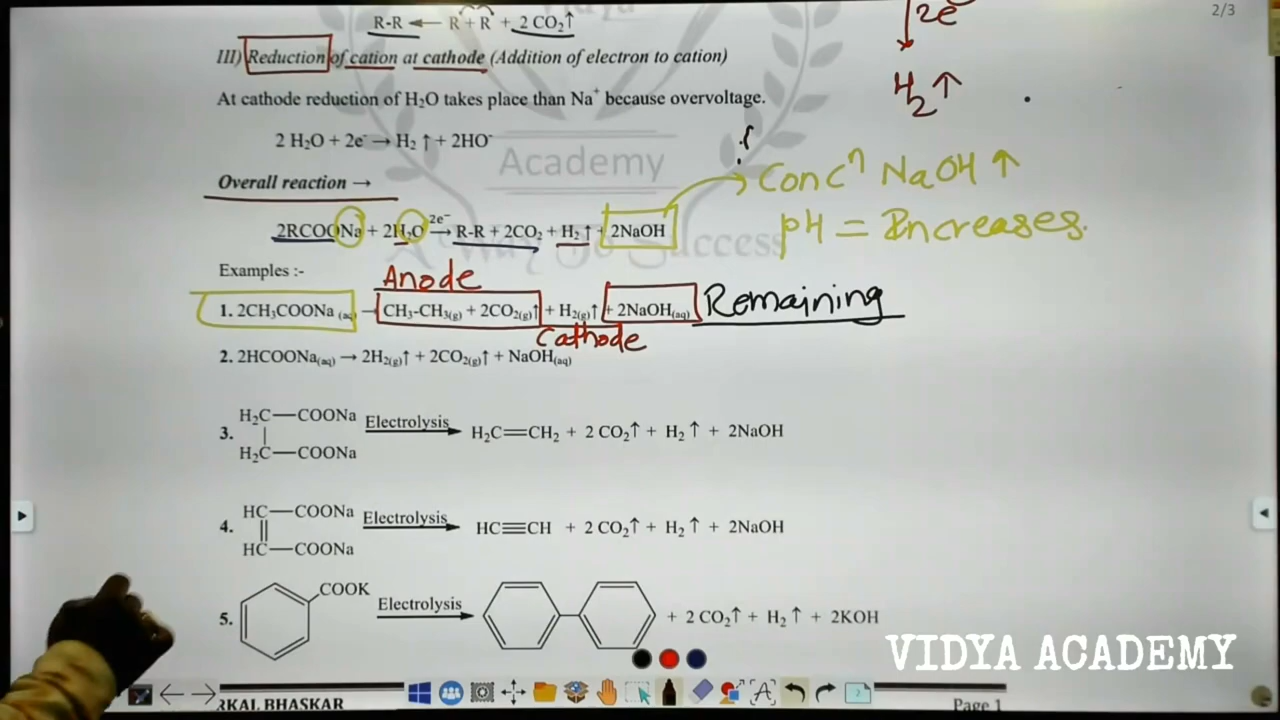 2e⁻
2/3
R-R ← R + R + 2 CO₂↑
III) Reduction of cation at cathode (Addition of electron to cation)
H₂↑
At cathode reduction of H₂O takes place than Na⁺ because overvoltage.
2 H₂O + 2e⁻ → H₂ ↑ + 2HO⁻
Academy
Concⁿ NaOH ↑
Overall reaction →
pH = Increases.
2RCOONa + 2H₂O 2e⁻→ R-R + 2CO₂ + H₂ ↑ + 2NaOH
Success
Examples :-
Anode
1. 2CH₃COONa (aq) → CH₃-CH₃(g) + 2CO₂(g)↑ + H₂(g)↑ + 2NaOH(aq) Remaining
Cathode
2. 2HCOONa(aq) → 2H₂(g)↑ + 2CO₂(g)↑ + NaOH(aq)
H₂C—COONa
3. | Electrolysis → H₂C=CH₂ + 2 CO₂↑ + H₂ ↑ + 2NaOH
H₂C—COONa
HC—COONa
4. || Electrolysis → HC≡CH + 2 CO₂↑ + H₂ ↑ + 2NaOH
HC—COONa
COOK
5. Electrolysis → + 2 CO₂↑ + H₂ ↑ + 2KOH
VIDYA ACADEMY
RKAL BHASKAR
Page 1